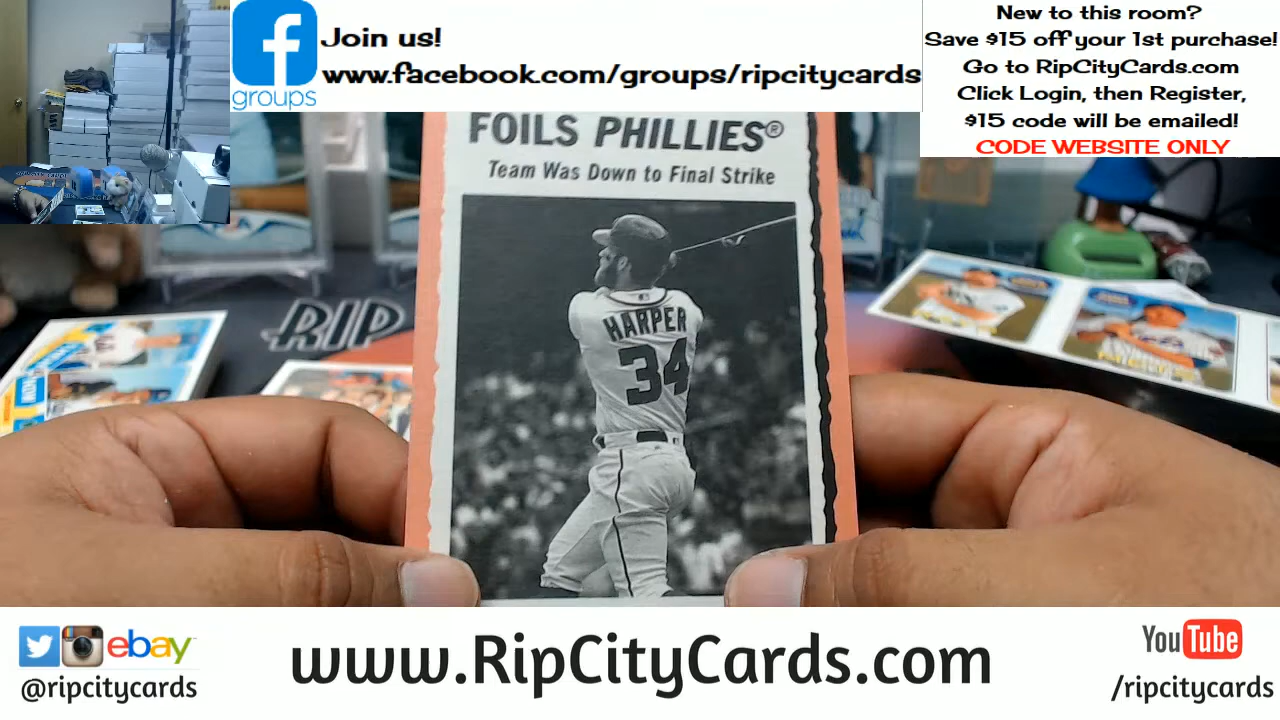 Join us!
www.facebook.com/groups/ripcitycards
groups
New to this room?
Save $15 off your 1st purchase!
Go to RipCityCards.com
Click Login, then Register,
$15 code will be emailed!
CODE WEBSITE ONLY
FOILS PHILLIES®
Team Was Down to Final Strike
HARPER
34
RIP
ebay
@ripcitycards
www.RipCityCards.com
YouTube
/ripcitycards